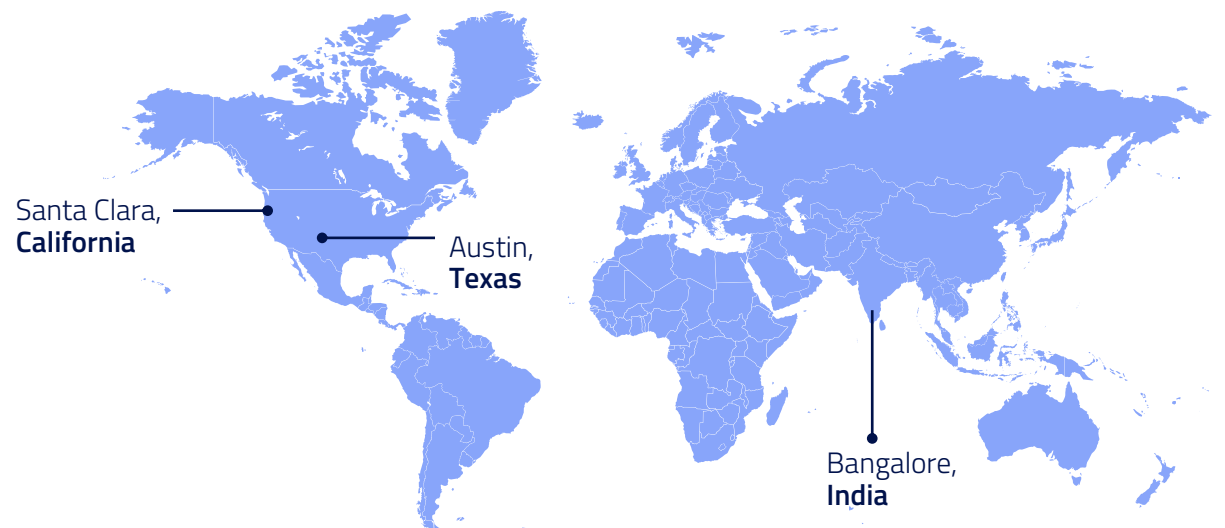 Santa Clara,
California
Austin,
Texas
Bangalore,
India